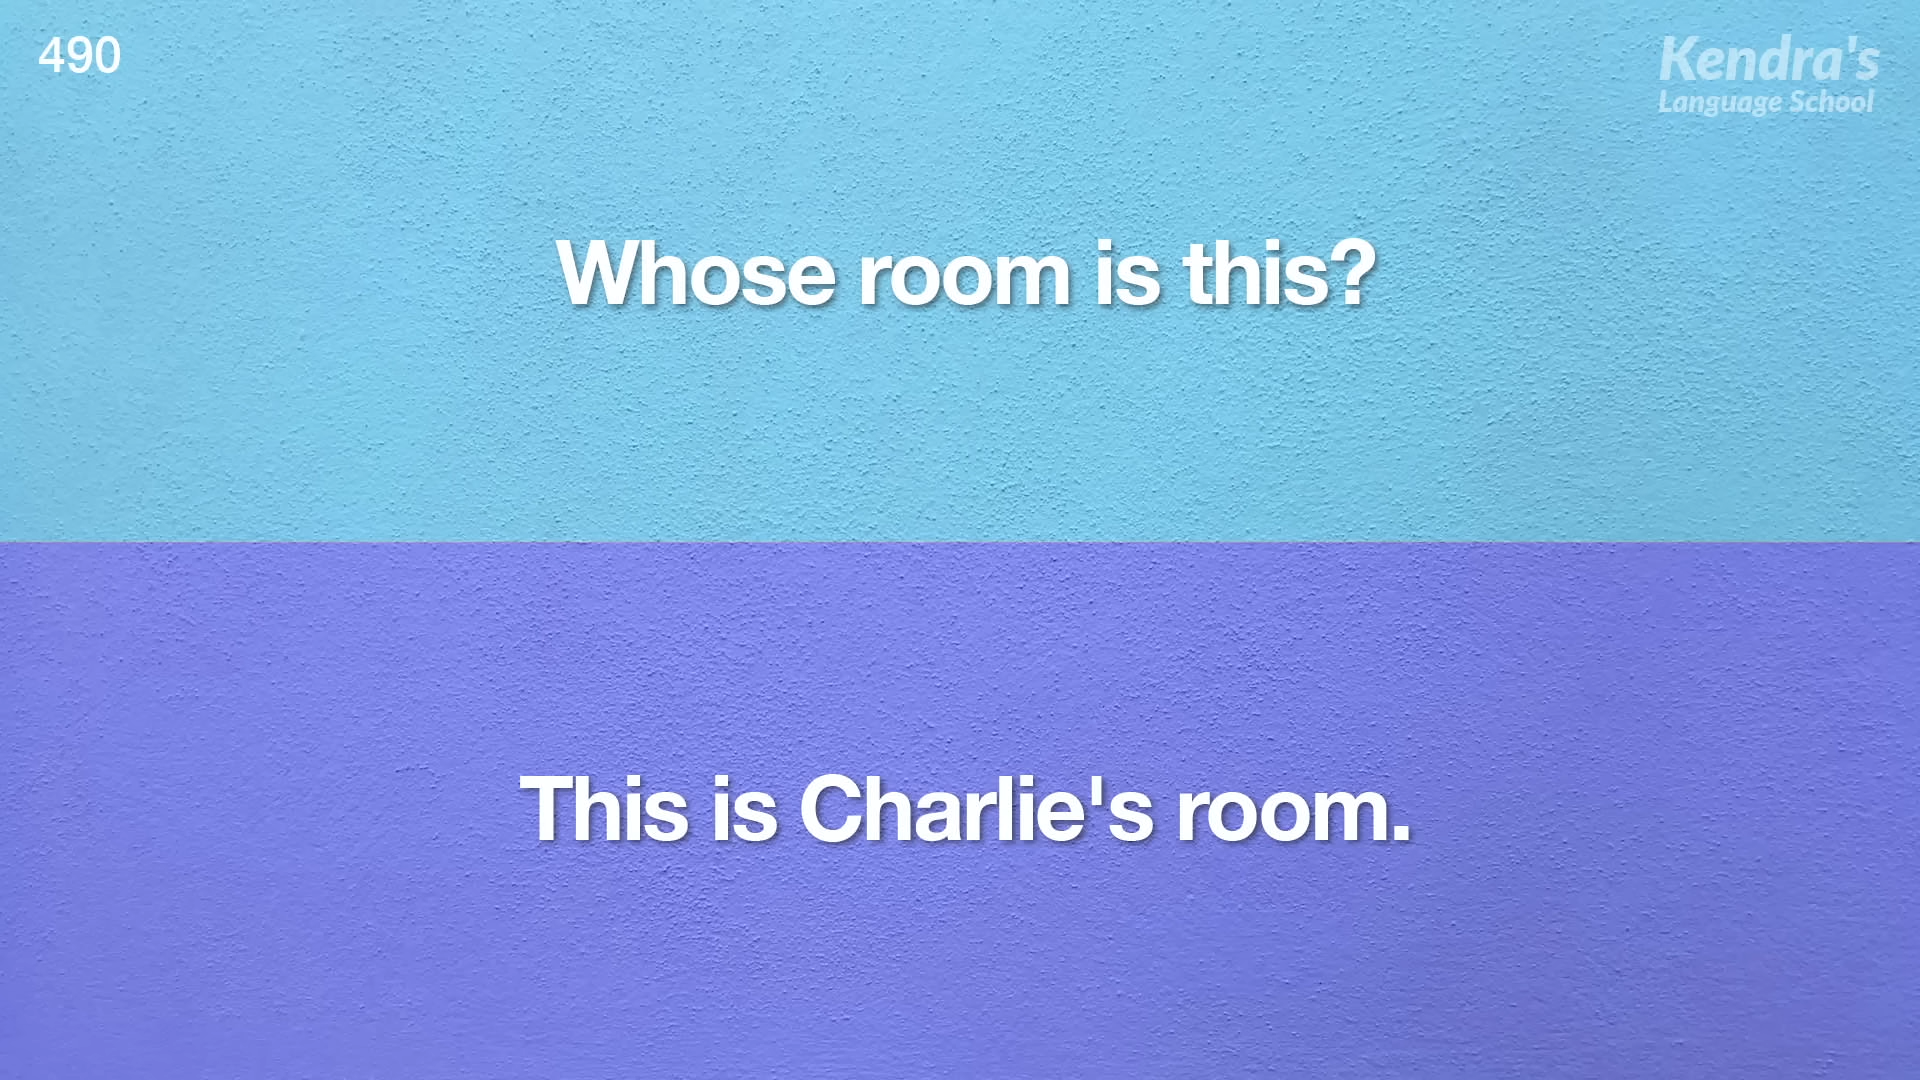 490
Kendra's
Language School
Whose room is this?
This is Charlie's room.